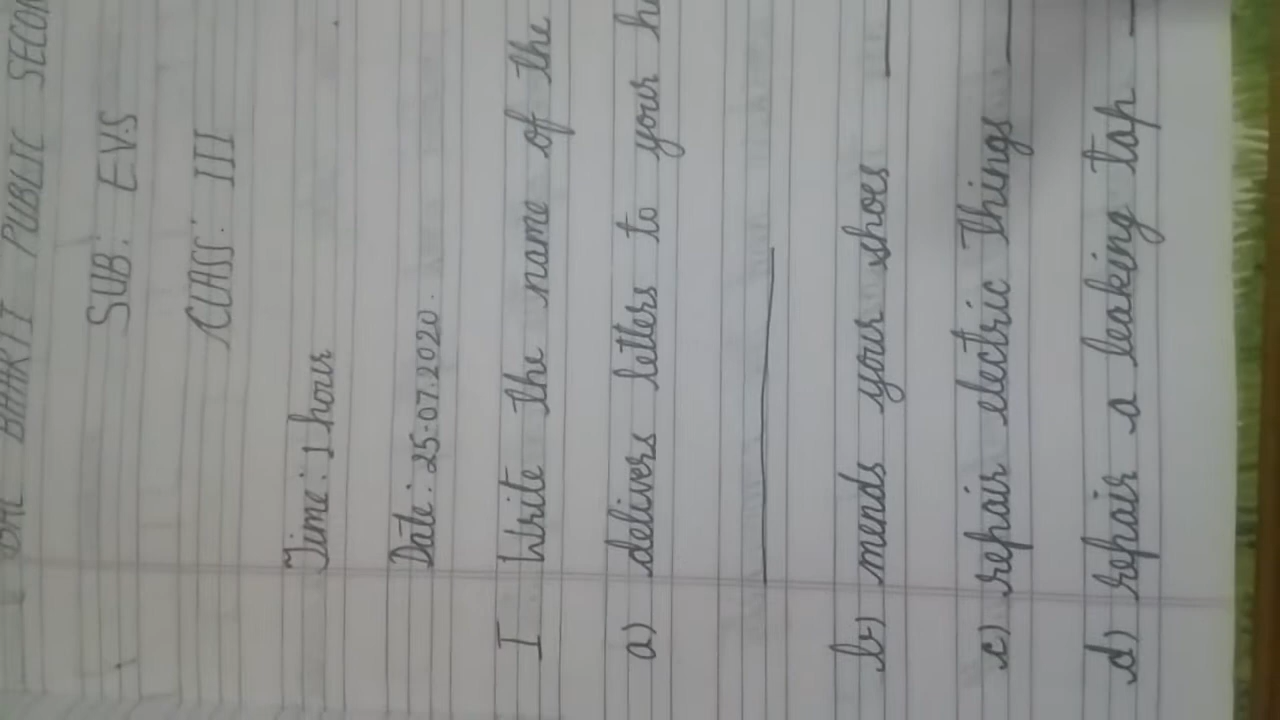 BHARTI PUBLIC
SUB: E.V.S
CLASS: III
Time: 1 hour
Date: 25.07.2020.
I Write the name of the
a) delivers letters to your
b) mends your shoes
c) repair electric things
d) repair a leaking tap